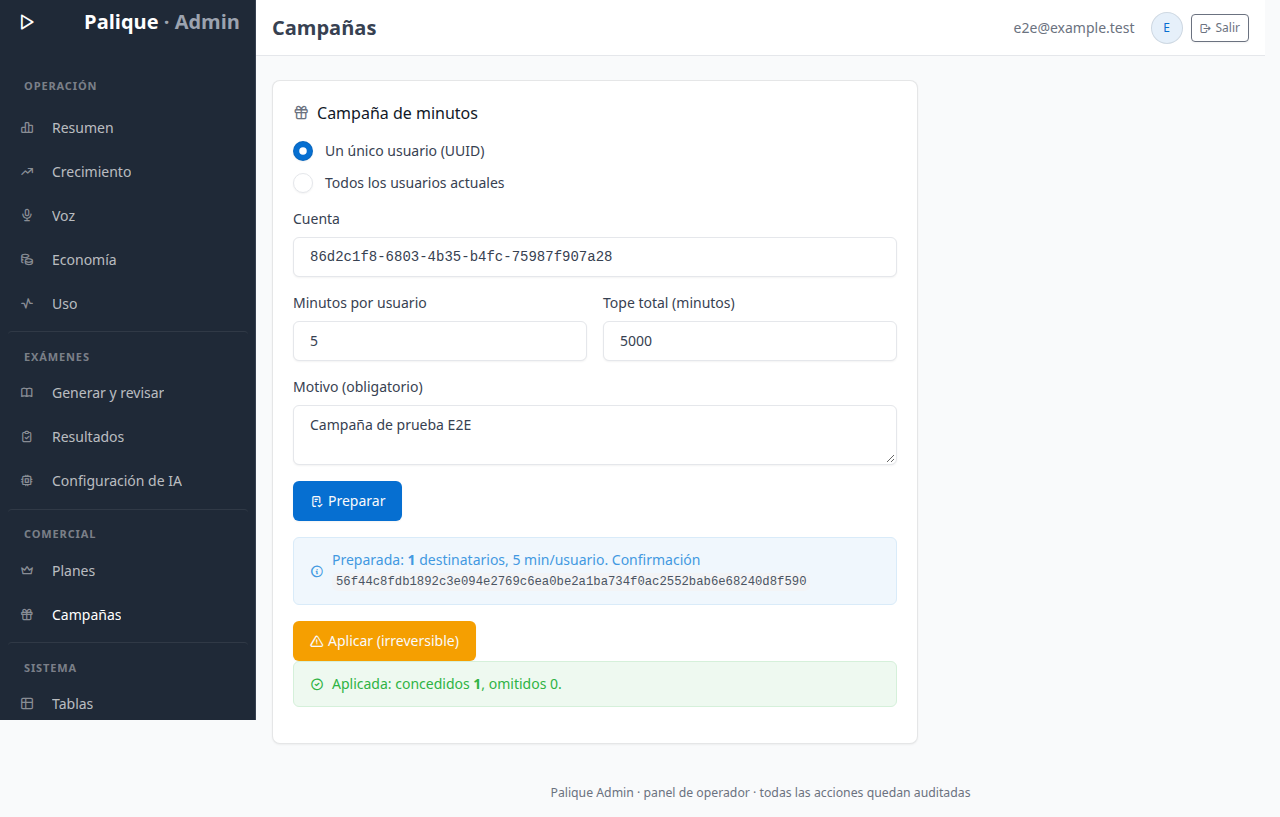 Palique · Admin
OPERACIÓN
Resumen
Crecimiento
Voz
Economía
Uso
EXÁMENES
Generar y revisar
Resultados
Configuración de IA
COMERCIAL
Planes
Campañas
SISTEMA
Tablas
Campañas
e2e@example.test
E
Salir
Campaña de minutos
Un único usuario (UUID)
Todos los usuarios actuales
Cuenta
86d2c1f8-6803-4b35-b4fc-75987f907a28
Minutos por usuario
Tope total (minutos)
5
5000
Motivo (obligatorio)
Campaña de prueba E2E
Preparar
Preparada: 1 destinatarios, 5 min/usuario. Confirmación
56f44c8fdb1892c3e094e2769c6ea0be2a1ba734f0ac2552bab6e68240d8f590
Aplicar (irreversible)
Aplicada: concedidos 1, omitidos 0.
Palique Admin · panel de operador · todas las acciones quedan auditadas